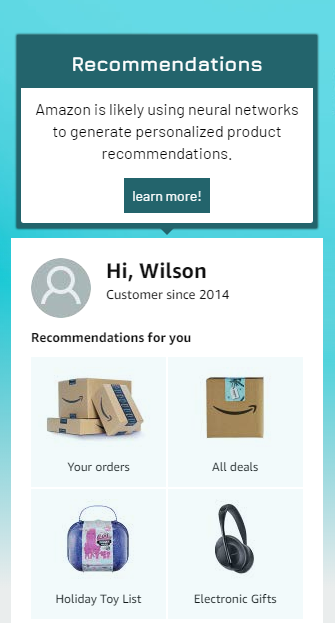 Recommendations
Amazon is likely using neural networks
to generate personalized product
recommendations.
learn more!
Hi, Wilson
Customer since 2014
Recommendations for you
Your orders
All deals
Holiday Toy List
Electronic Gifts